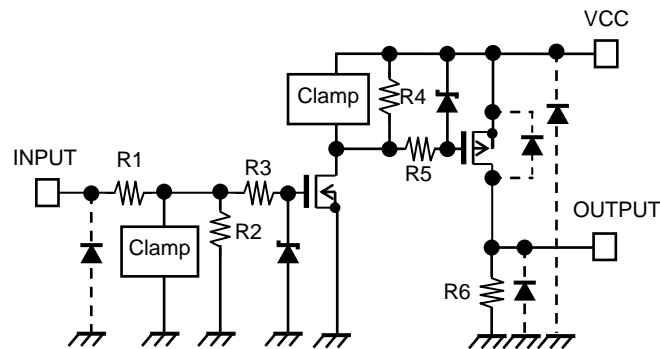 VCC
Clamp
R4
R5
INPUT
R1
R3
Clamp
R2
OUTPUT
R6